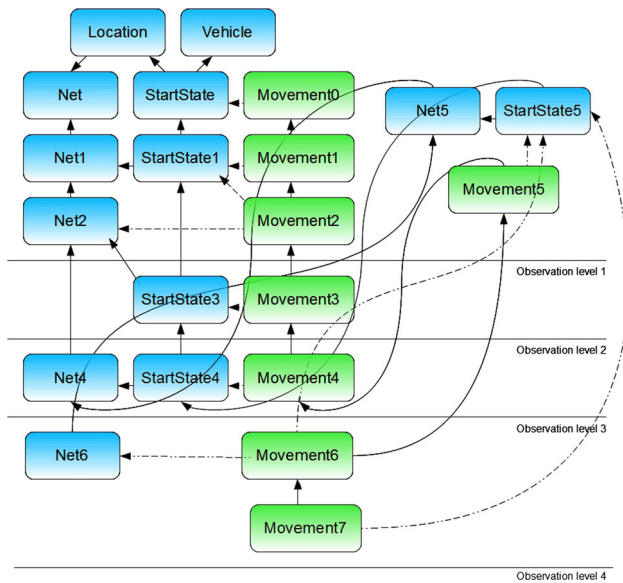 Location Vehicle
Net StartState Movement0 Net5 StartState5
Net1 StartState1 Movement1
Movement5
Net2 Movement2
Observation level 1
StartState3 Movement3
Observation level 2
Net4 StartState4 Movement4
Observation level 3
Net6 Movement6
Movement7
Observation level 4